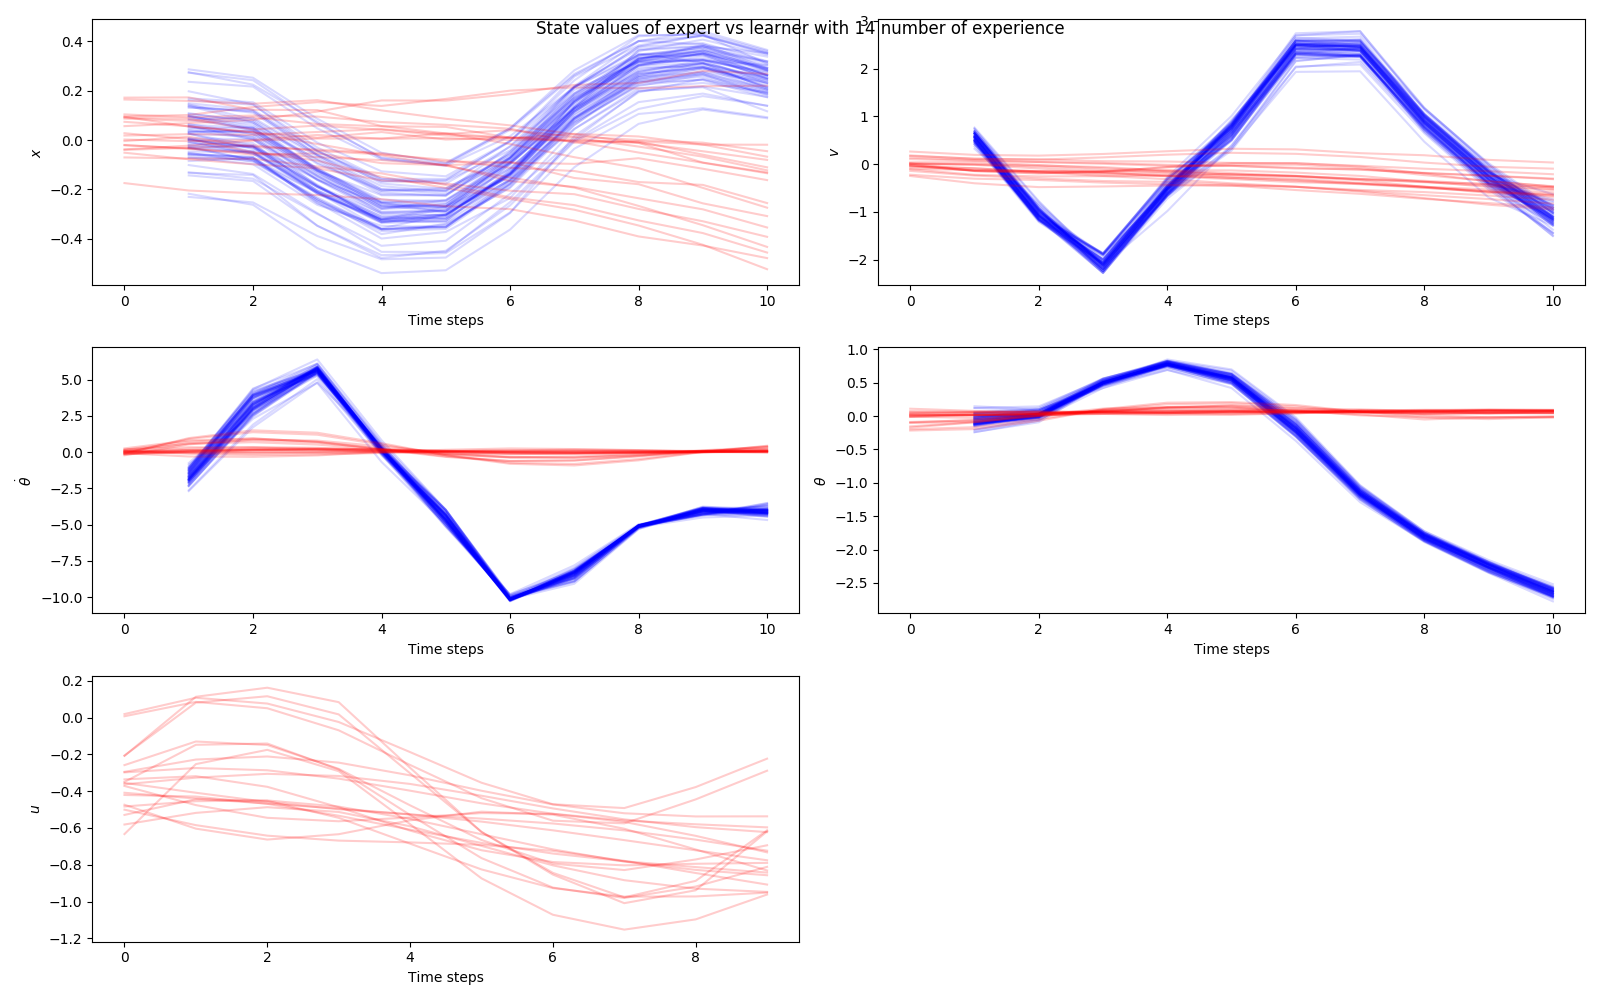 State values of expert vs learner with 14 number of experience
0.4
0.2
0.0
−0.2
−0.4
x
0 2 4 6 8 10
Time steps
3
2
1
0
−1
−2
v
0 2 4 6 8 10
Time steps
5.0
2.5
0.0
−2.5
−5.0
−7.5
−10.0
θ̇
0 2 4 6 8 10
Time steps
1.0
0.5
0.0
−0.5
−1.0
−1.5
−2.0
−2.5
θ
0 2 4 6 8 10
Time steps
0.2
0.0
−0.2
−0.4
−0.6
−0.8
−1.0
−1.2
u
0 2 4 6 8
Time steps